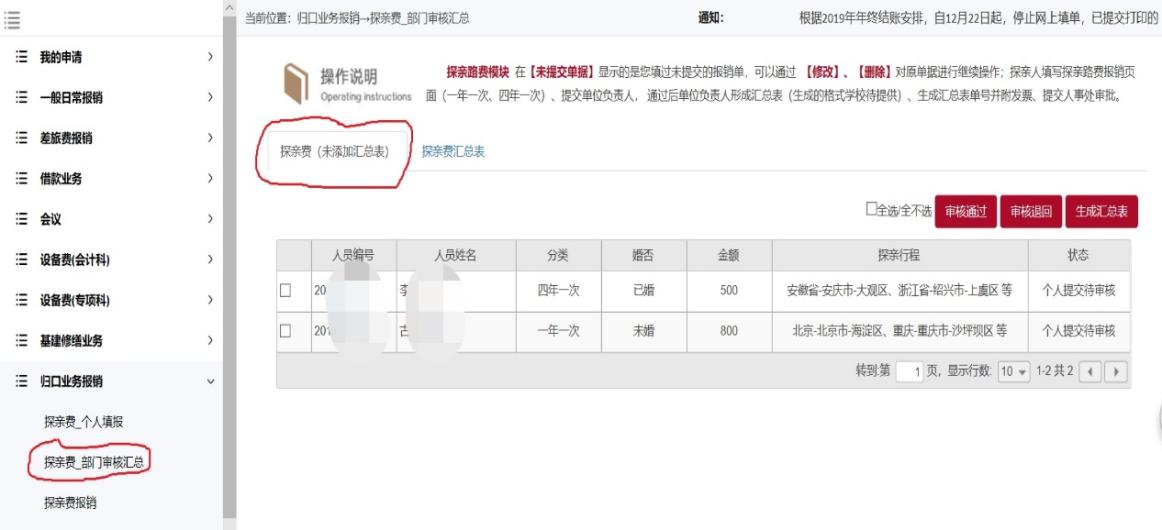 当前位置：归口业务报销→探亲费_部门审核汇总
通知：
根据2019年年终结账安排，自12月22日起，停止网上填单，已提交打印的
我的申请
一般日常报销
差旅费报销
借款业务
会议
设备费(会计科)
设备费(专项科)
基建修缮业务
归口业务报销
探亲费_个人填报
探亲费_部门审核汇总
探亲费报销
操作说明
Operating instructions
探亲路费模块 在【未提交单据】显示的是您填过未提交的报销单，可以通过 【修改】、【删除】对原单据进行继续操作；探亲人填写探亲路费报销页
面（一年一次、四年一次）、提交单位负责人， 通过后单位负责人形成汇总表（生成的格式学校待提供）、生成汇总表单号并附发票、提交人事处审批。
探亲费（未添加汇总表）
探亲费汇总表
全选/全不选 审核通过 审核退回 生成汇总表
人员编号 人员姓名 分类 婚否 金额 探亲行程 状态
20 李 四年一次 已婚 500 安徽省-安庆市-大观区、浙江省-绍兴市-上虞区 等 个人提交待审核
201 古 一年一次 未婚 800 北京-北京市-海淀区、重庆-重庆市-沙坪坝区 等 个人提交待审核
转到:第 1 页，显示行数: 10 1-2 共 2